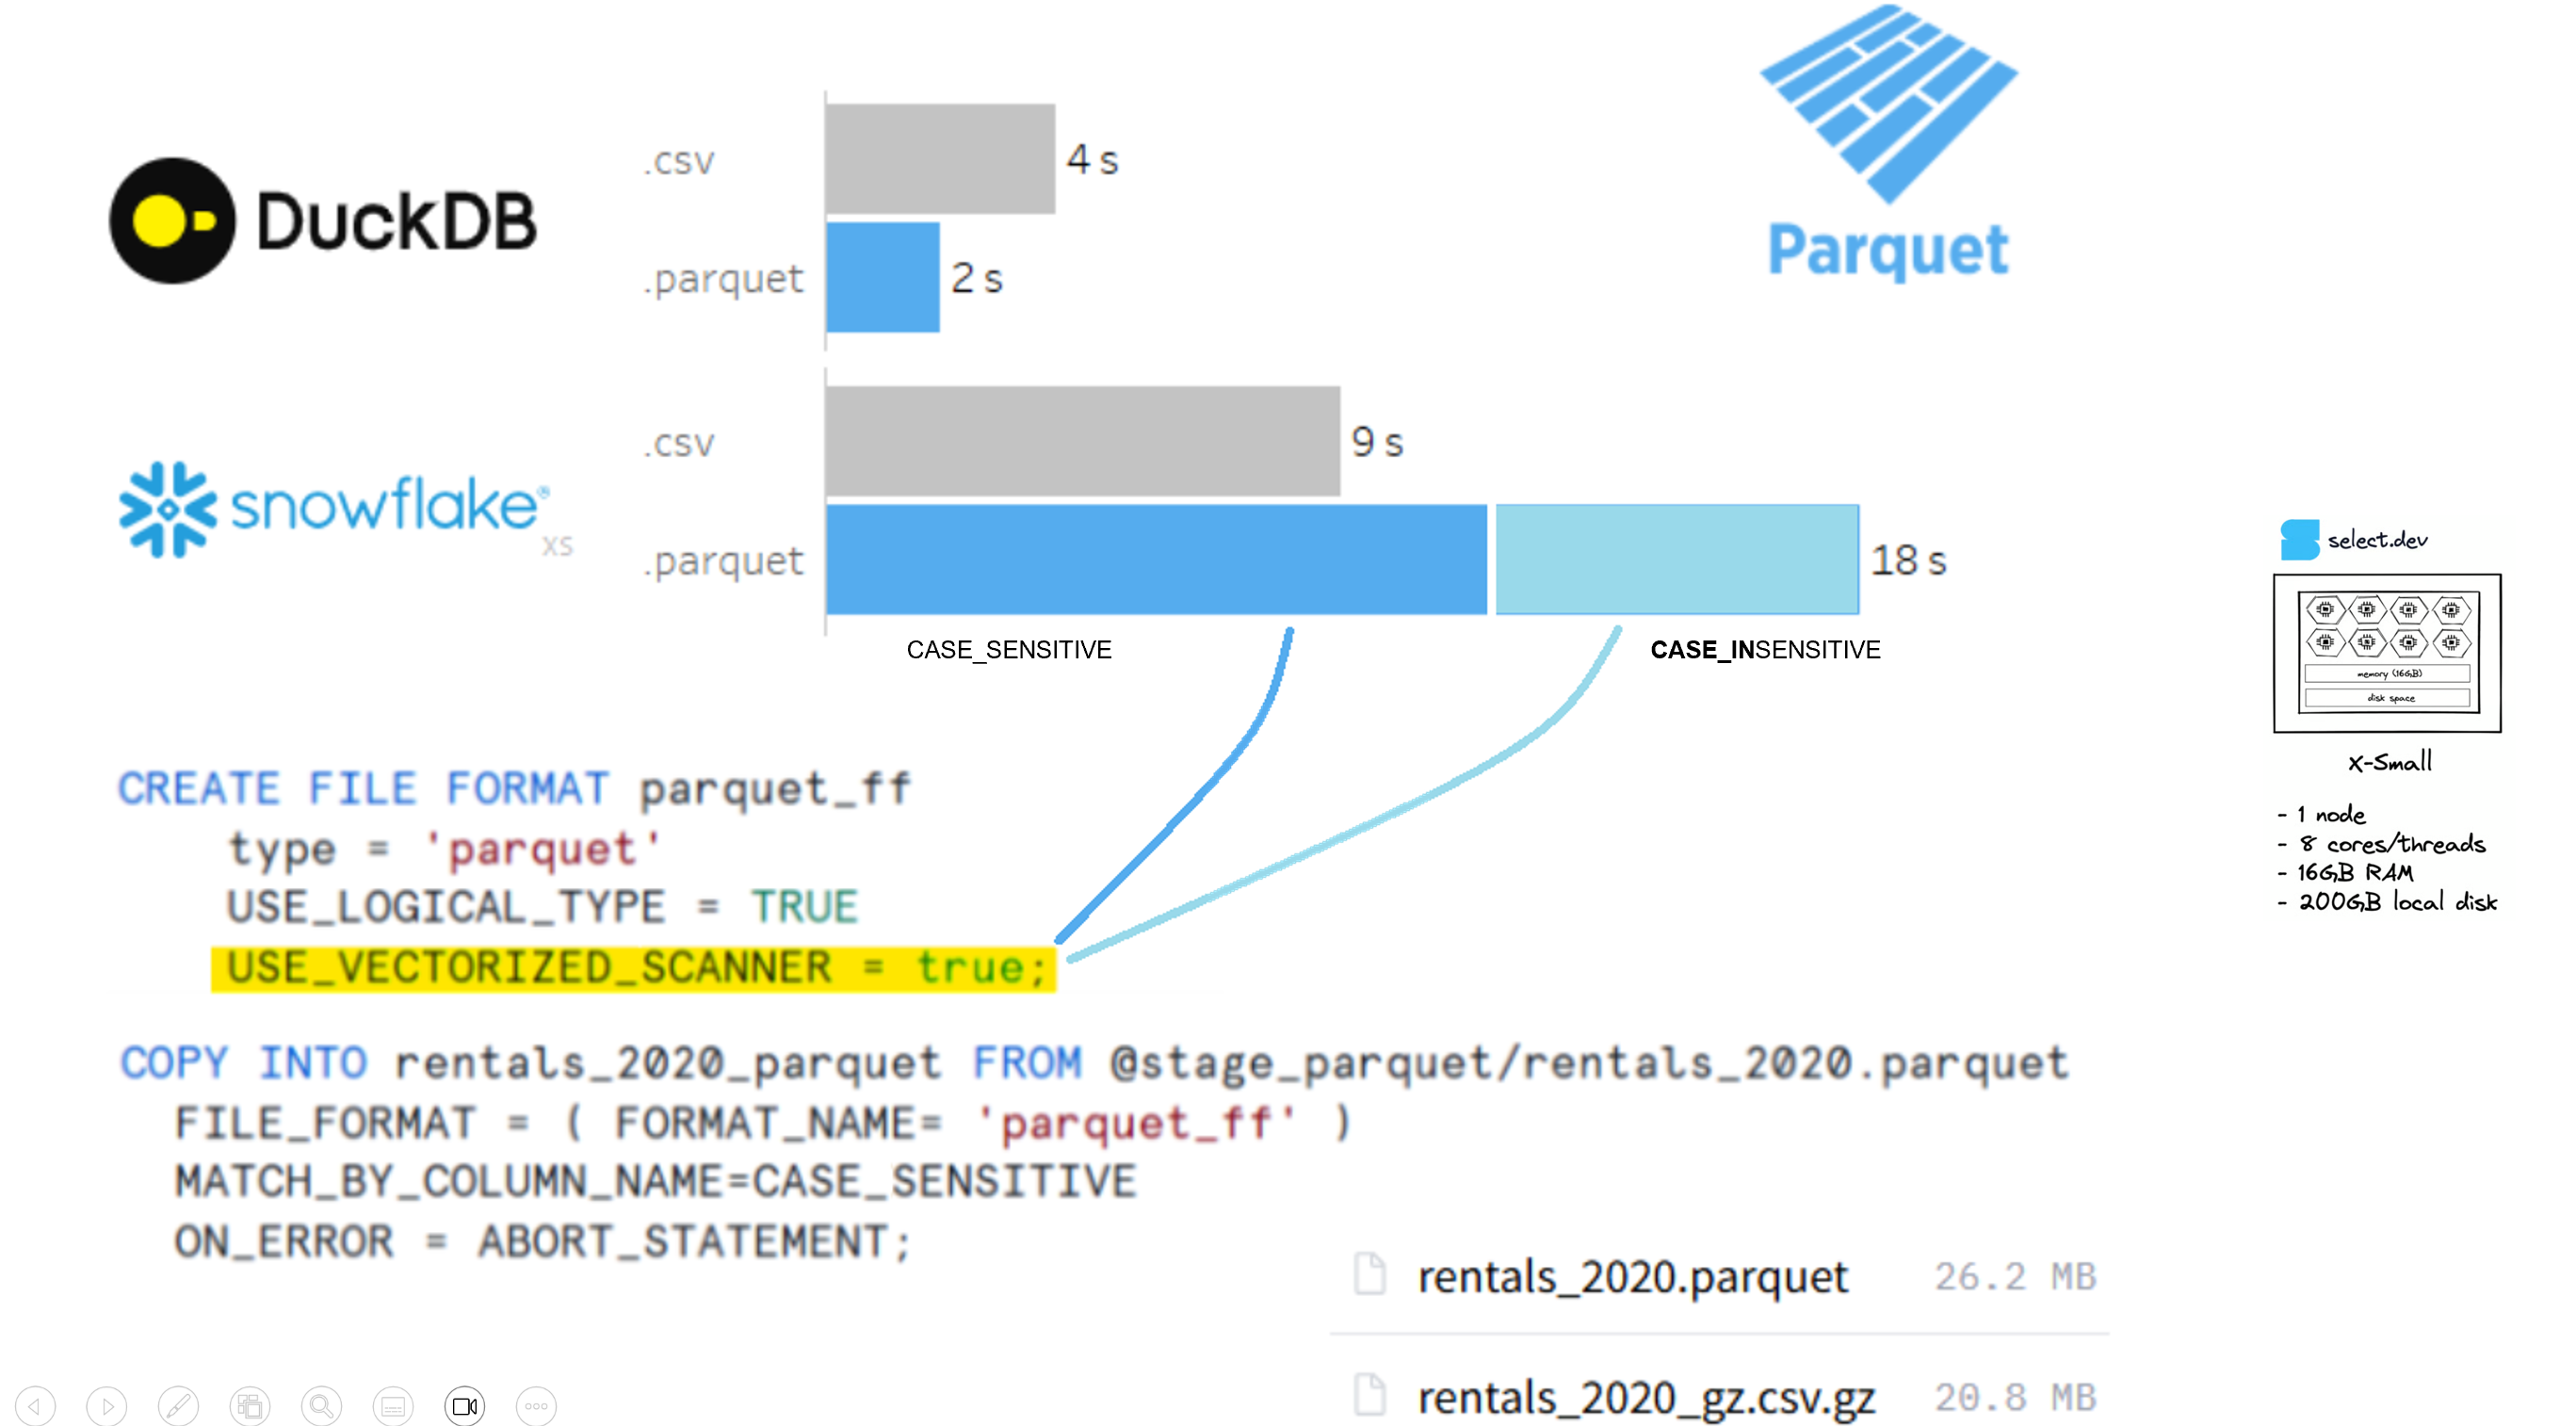 DuckDB
.csv
4 s
.parquet
2 s
Parquet
snowflake®
XS
.csv
9 s
.parquet
18 s
CASE_SENSITIVE
CASE_INSENSITIVE
select.dev
memory (16GB)
disk space
X-Small
- 1 node
- 8 cores/threads
- 16GB RAM
- 200GB local disk
CREATE FILE FORMAT parquet_ff
type = 'parquet'
USE_LOGICAL_TYPE = TRUE
USE_VECTORIZED_SCANNER = true;
COPY INTO rentals_2020_parquet FROM @stage_parquet/rentals_2020.parquet
FILE_FORMAT = ( FORMAT_NAME= 'parquet_ff' )
MATCH_BY_COLUMN_NAME=CASE_SENSITIVE
ON_ERROR = ABORT_STATEMENT;
rentals_2020.parquet 26.2 MB
rentals_2020_gz.csv.gz 20.8 MB